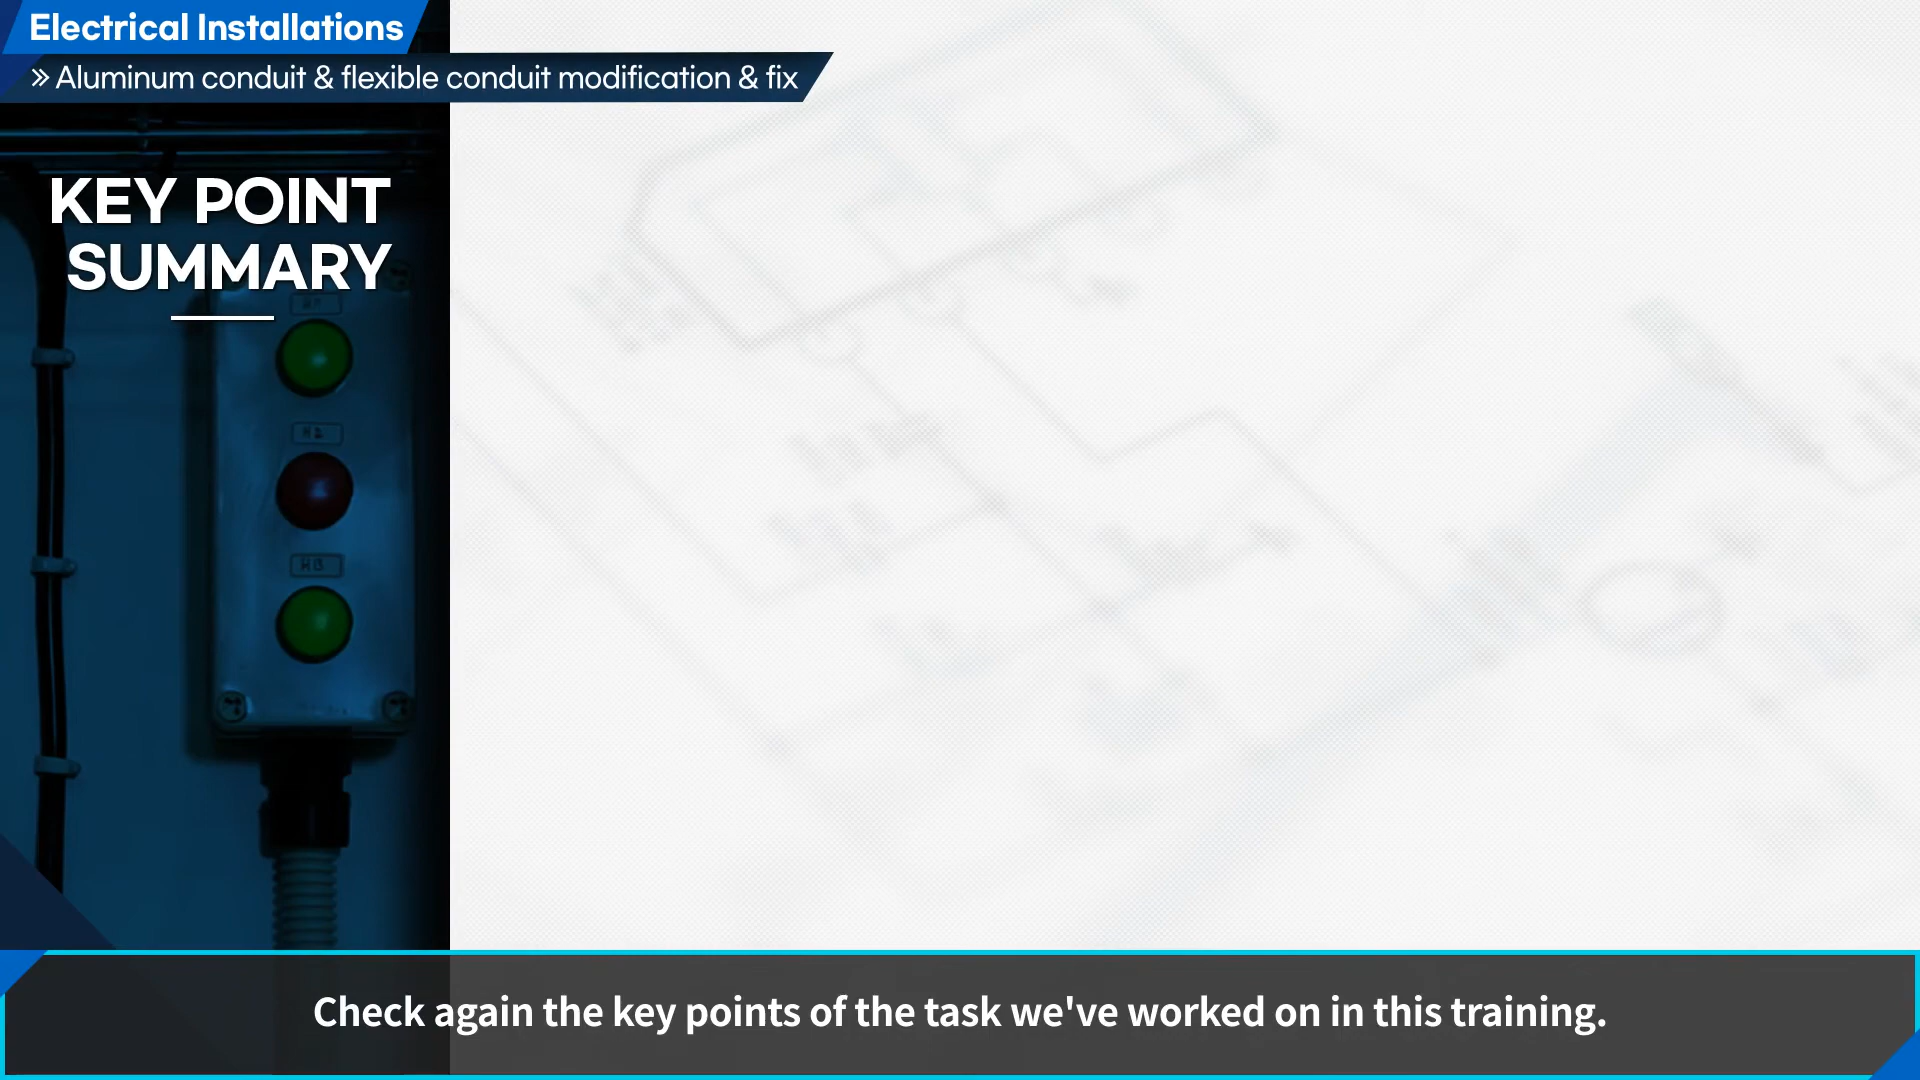 Electrical Installations
» Aluminum conduit & flexible conduit modification & fix
KEY POINT
SUMMARY
Check again the key points of the task we've worked on in this training.